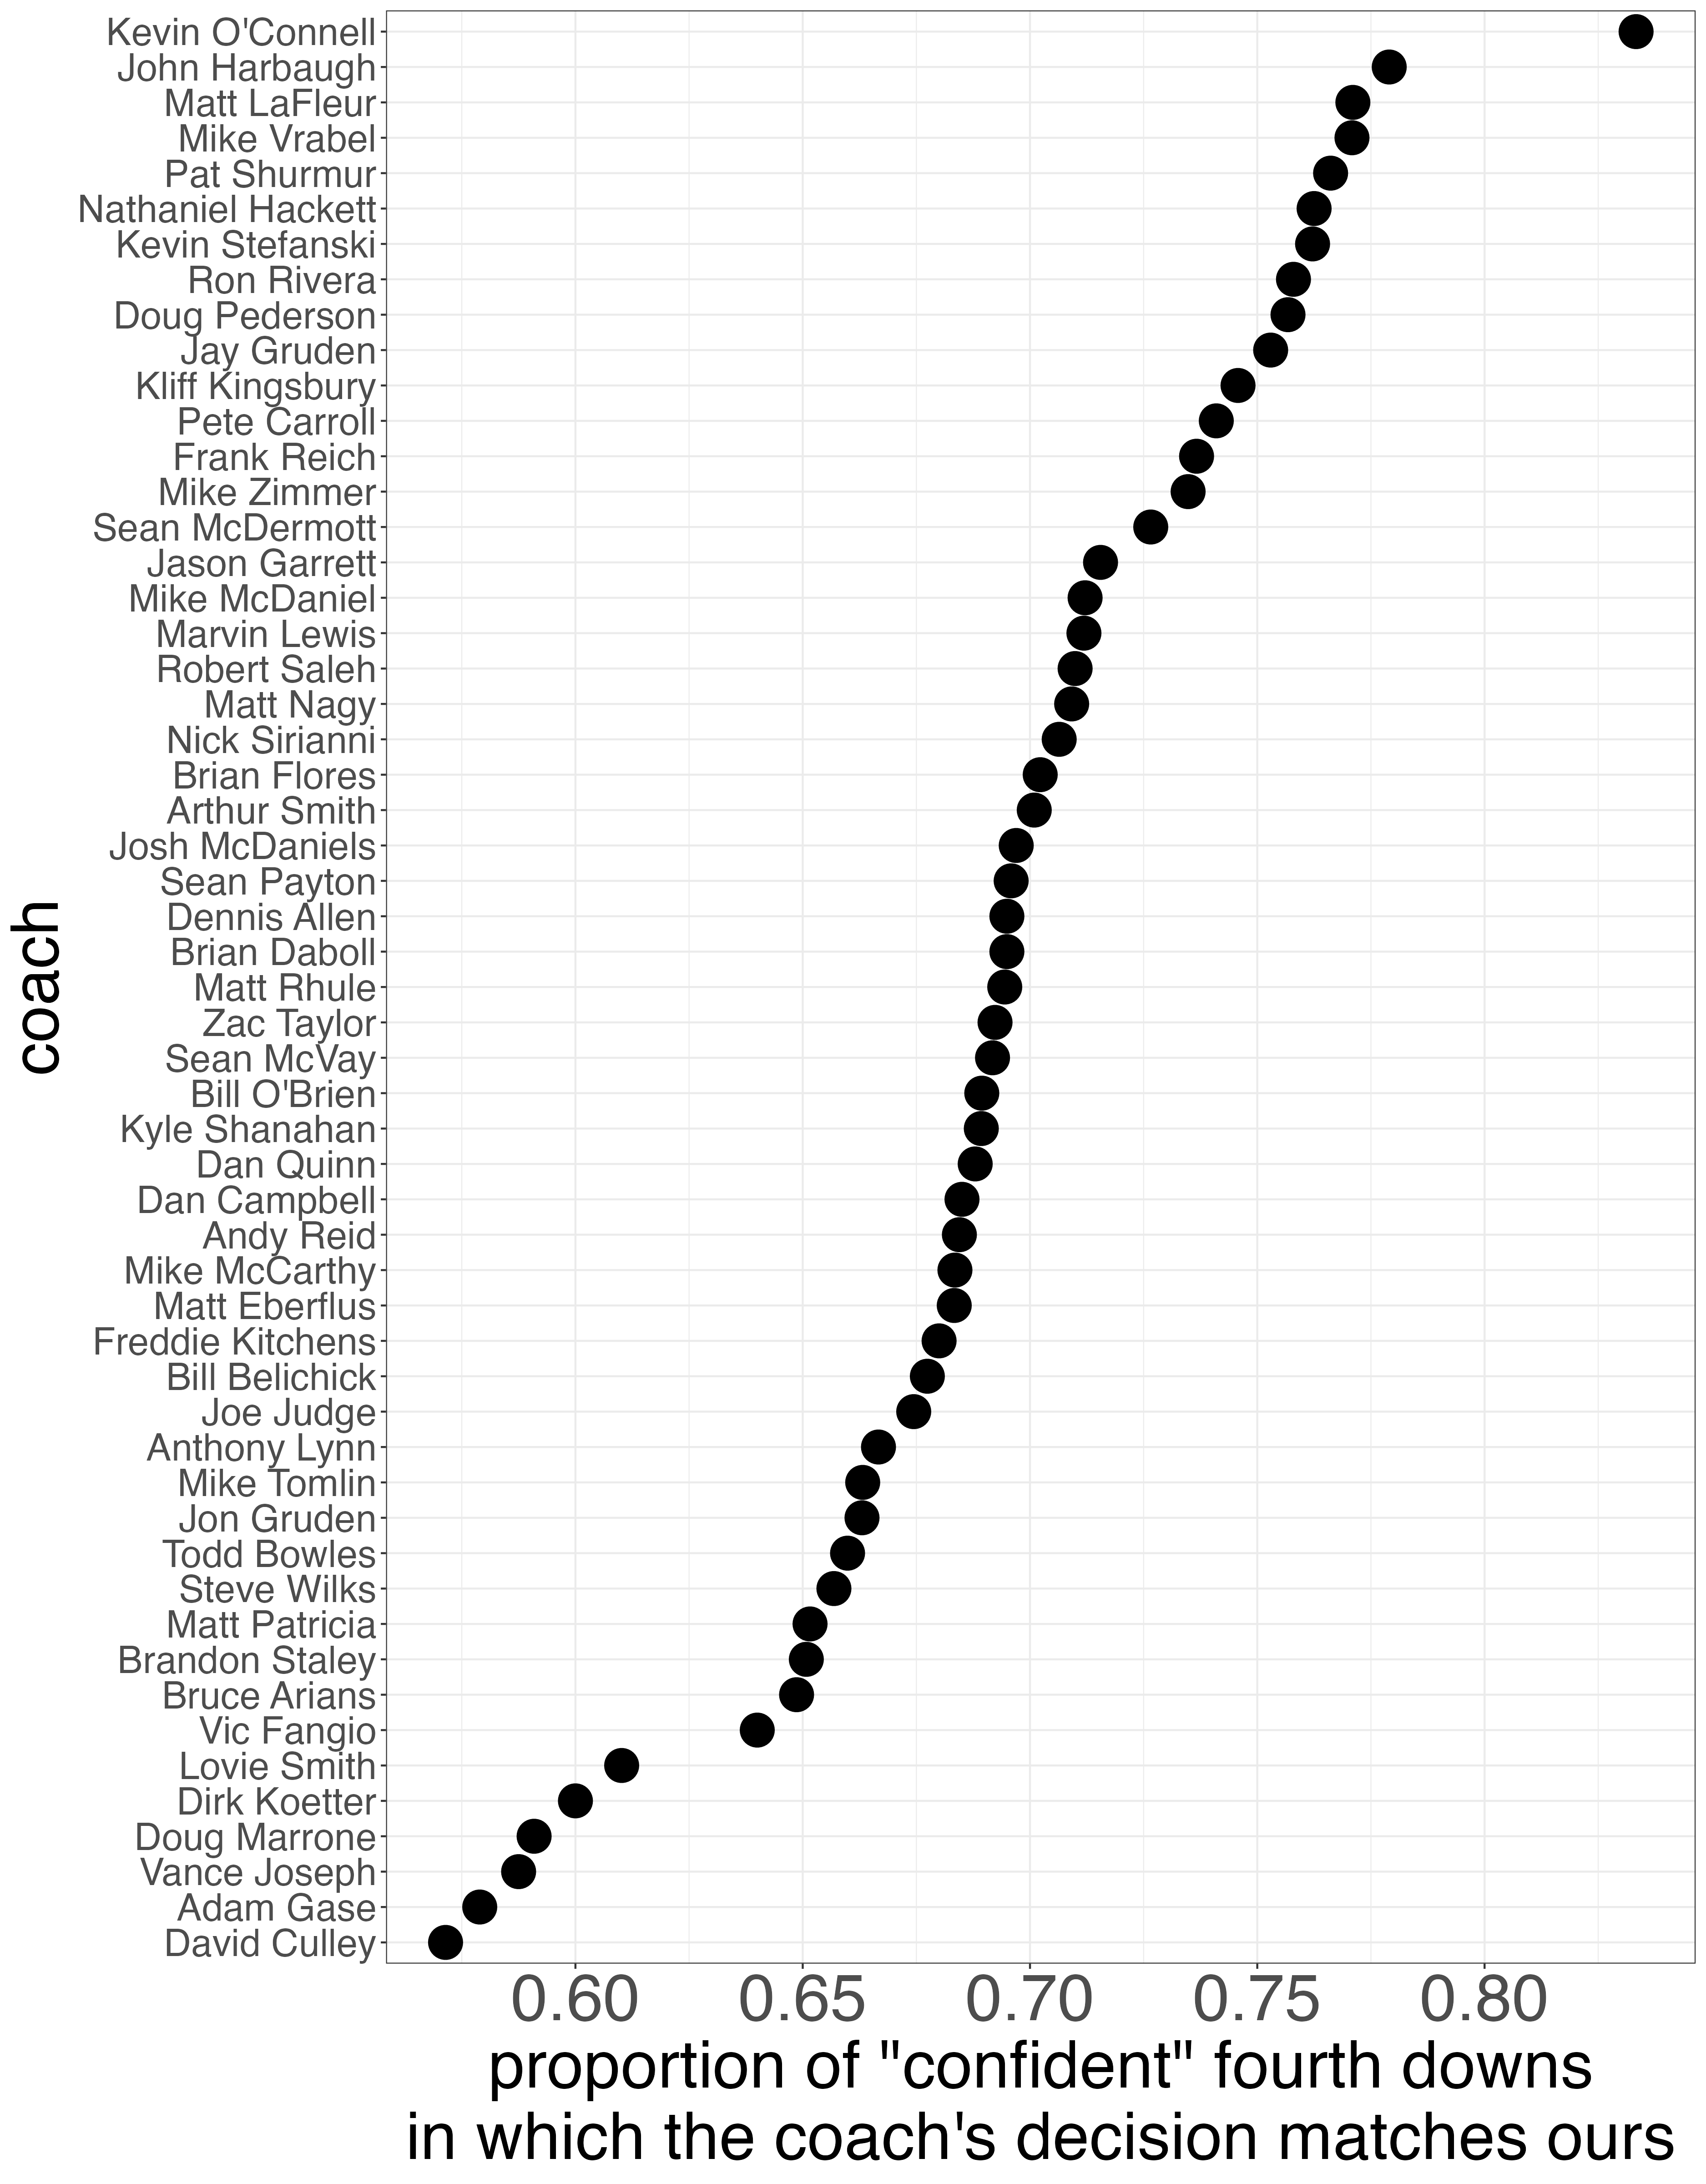 Kevin O'Connell
John Harbaugh
Matt LaFleur
Mike Vrabel
Pat Shurmur
Nathaniel Hackett
Kevin Stefanski
Ron Rivera
Doug Pederson
Jay Gruden
Kliff Kingsbury
Pete Carroll
Frank Reich
Mike Zimmer
Sean McDermott
Jason Garrett
Mike McDaniel
Marvin Lewis
Robert Saleh
Matt Nagy
Nick Sirianni
Brian Flores
Arthur Smith
Josh McDaniels
Sean Payton
Dennis Allen
Brian Daboll
Matt Rhule
Zac Taylor
Sean McVay
Bill O'Brien
Kyle Shanahan
Dan Quinn
Dan Campbell
Andy Reid
Mike McCarthy
Matt Eberflus
Freddie Kitchens
Bill Belichick
Joe Judge
Anthony Lynn
Mike Tomlin
Jon Gruden
Todd Bowles
Steve Wilks
Matt Patricia
Brandon Staley
Bruce Arians
Vic Fangio
Lovie Smith
Dirk Koetter
Doug Marrone
Vance Joseph
Adam Gase
David Culley
coach
0.60 0.65 0.70 0.75 0.80
proportion of "confident" fourth downs
in which the coach's decision matches ours